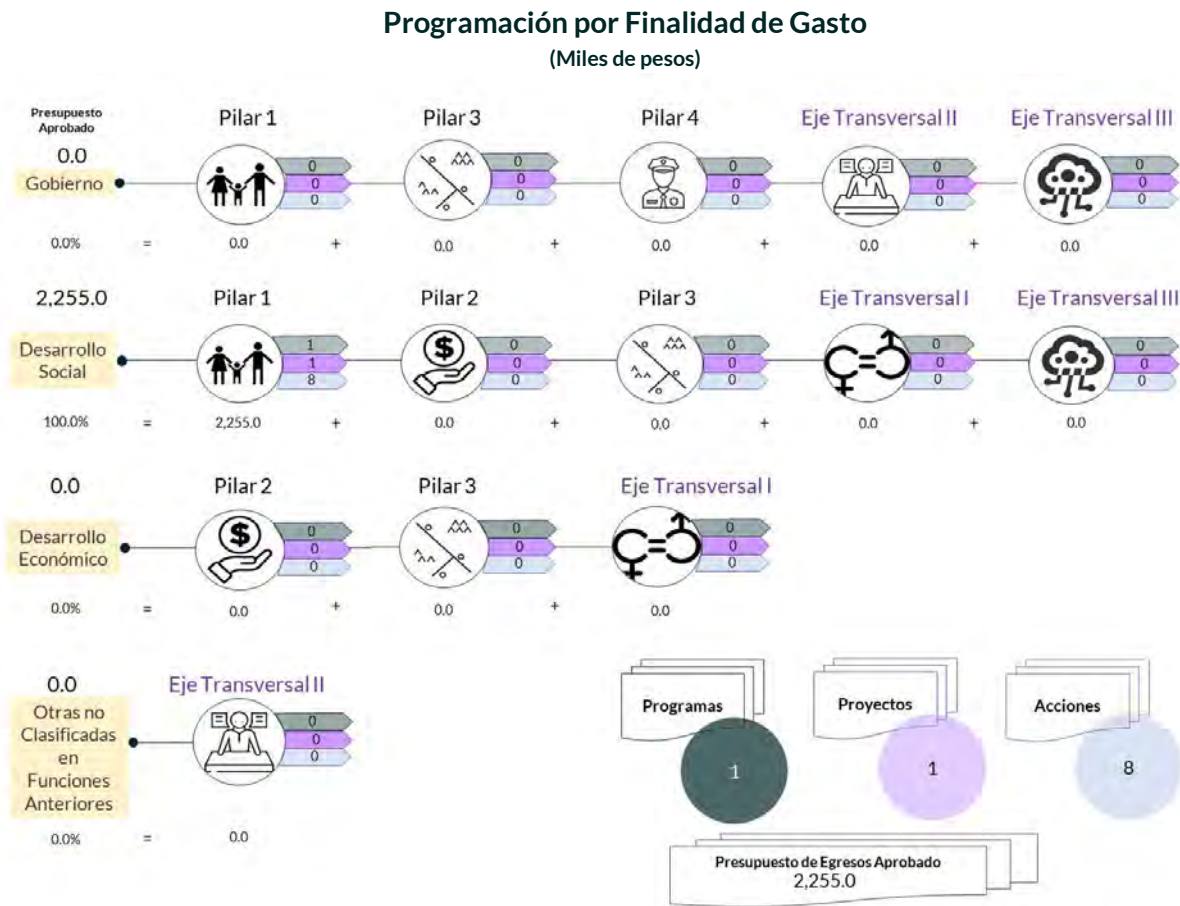 Programación por Finalidad de Gasto
(Miles de pesos)
Presupuesto
Aprobado
0.0
Gobierno
0.0%
=
Pilar 1
0
0
0
0.0
+
Pilar 3
0
0
0
0.0
+
Pilar 4
0
0
0
0.0
+
Eje Transversal II
0
0
0
0.0
+
Eje Transversal III
0
0
0
0.0
2,255.0
Desarrollo
Social
100.0%
=
Pilar 1
1
1
8
2,255.0
+
Pilar 2
0
0
0
0.0
+
Pilar 3
0
0
0
0.0
+
Eje Transversal I
0
0
0
0.0
+
Eje Transversal III
0
0
0
0.0
0.0
Desarrollo
Económico
0.0%
=
Pilar 2
0
0
0
0.0
+
Pilar 3
0
0
0
0.0
+
Eje Transversal I
0
0
0
0.0
0.0
Otras no
Clasificadas
en
Funciones
Anteriores
0.0%
=
Eje Transversal II
0
0
0
0.0
Programas
1
Proyectos
1
Acciones
8
Presupuesto de Egresos Aprobado
2,255.0